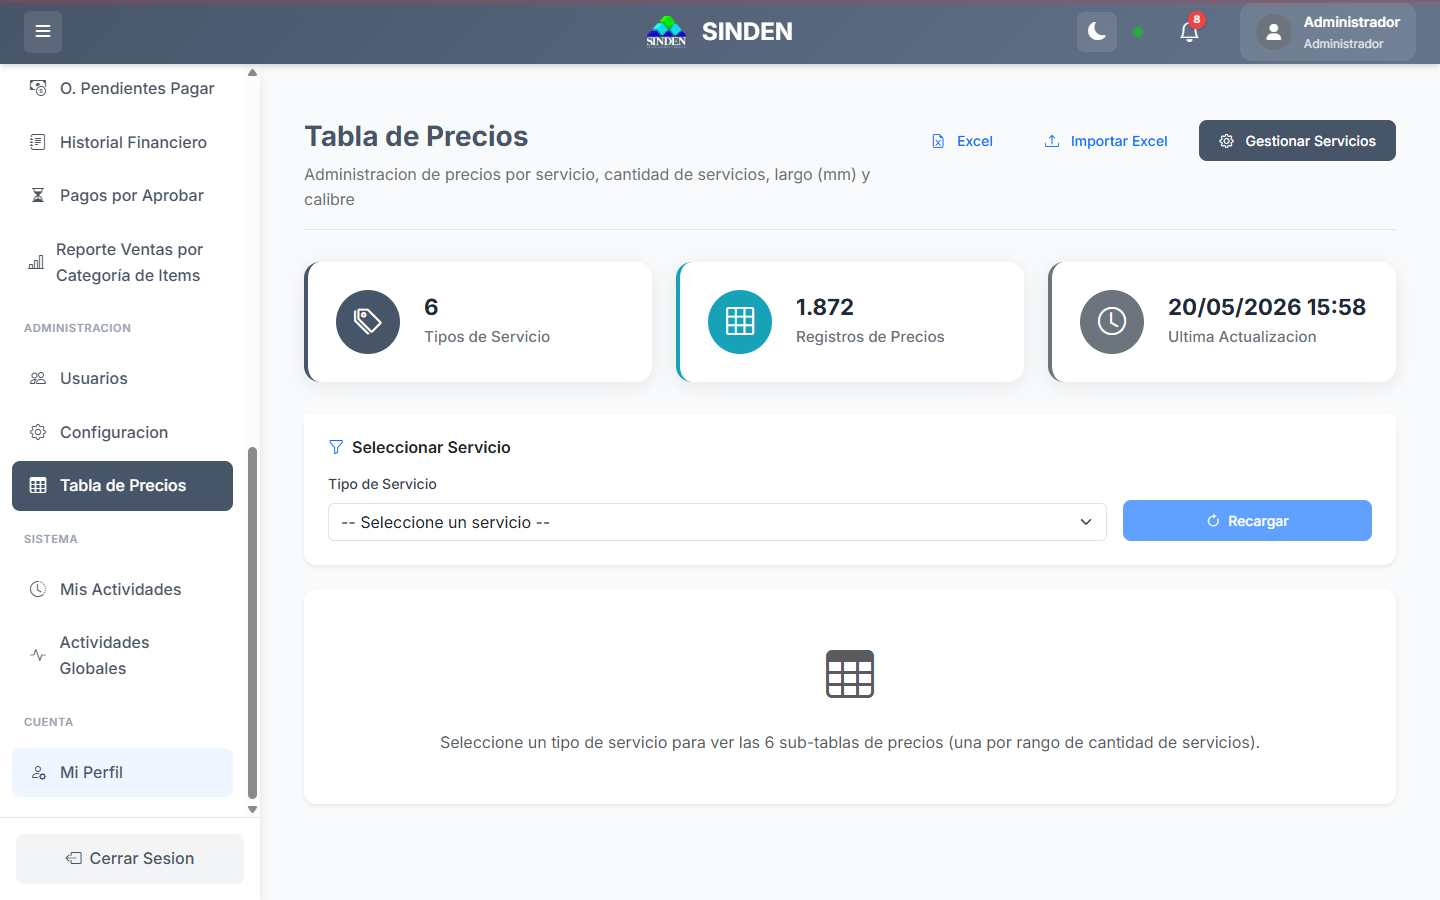 SINDEN
SINDEN
8
Administrador
Administrador
O. Pendientes Pagar
Historial Financiero
Pagos por Aprobar
Reporte Ventas por
Categoría de Items
ADMINISTRACION
Usuarios
Configuracion
Tabla de Precios
SISTEMA
Mis Actividades
Actividades
Globales
CUENTA
Mi Perfil
Cerrar Sesion
Tabla de Precios
Administracion de precios por servicio, cantidad de servicios, largo (mm) y
calibre
Excel
Importar Excel
Gestionar Servicios
6
Tipos de Servicio
1.872
Registros de Precios
20/05/2026 15:58
Ultima Actualizacion
Seleccionar Servicio
Tipo de Servicio
-- Seleccione un servicio --
Recargar
Seleccione un tipo de servicio para ver las 6 sub-tablas de precios (una por rango de cantidad de servicios).